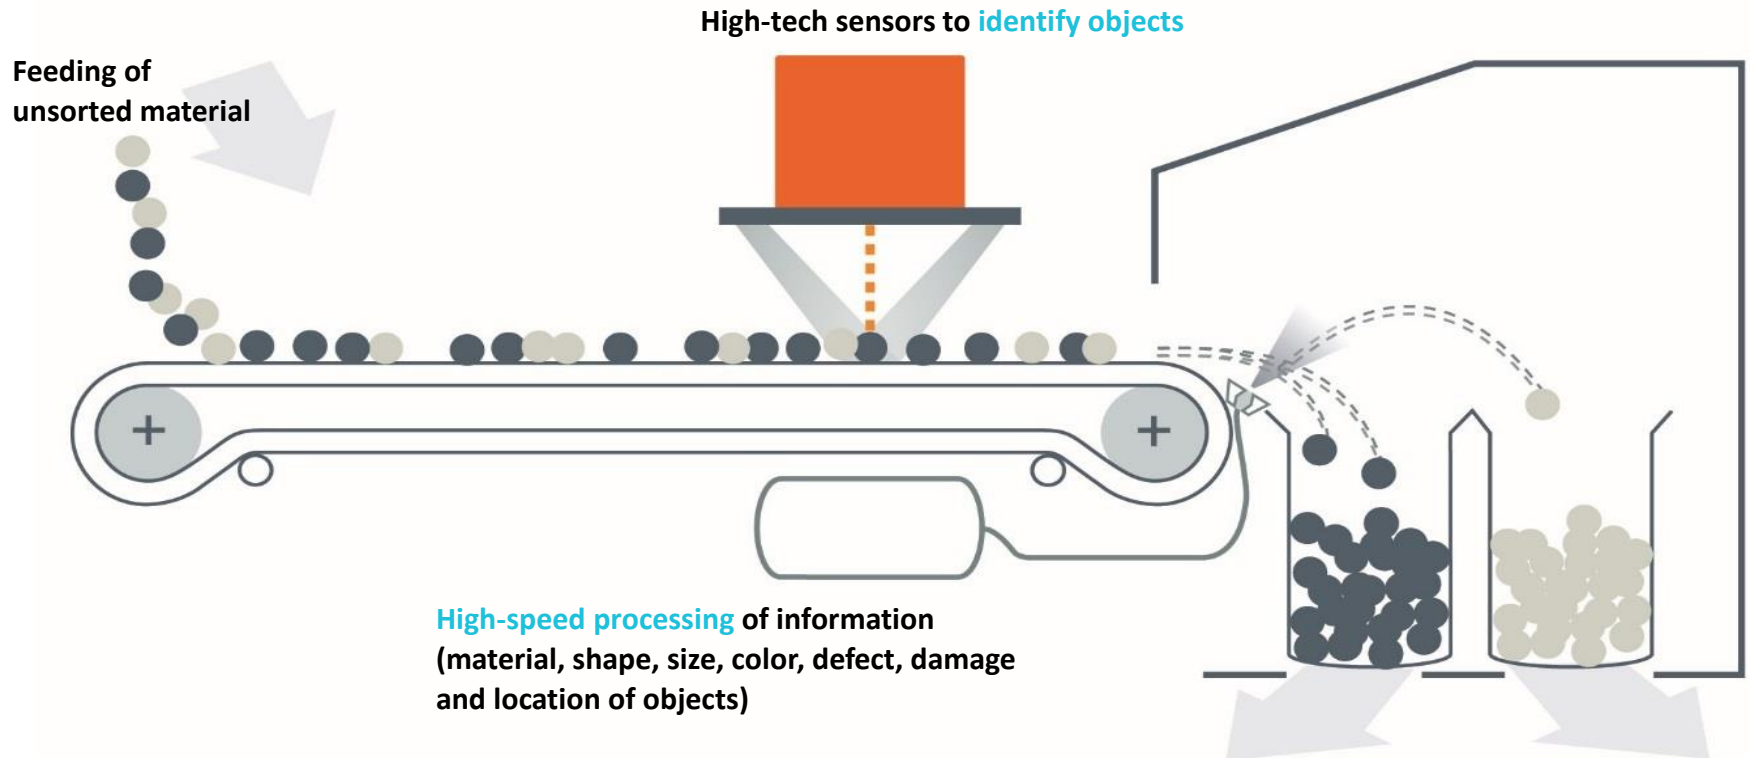 High-tech sensors to identify objects
Feeding of
unsorted material
High-speed processing of information
(material, shape, size, color, defect, damage
and location of objects)